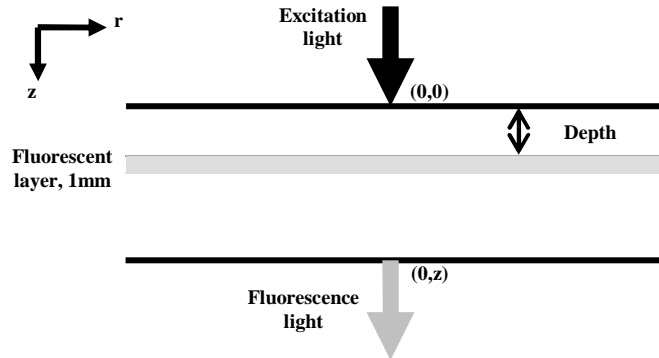 Excitation
light
r
z
(0,0)
Depth
Fluorescent
layer, 1mm
(0,z)
Fluorescence
light